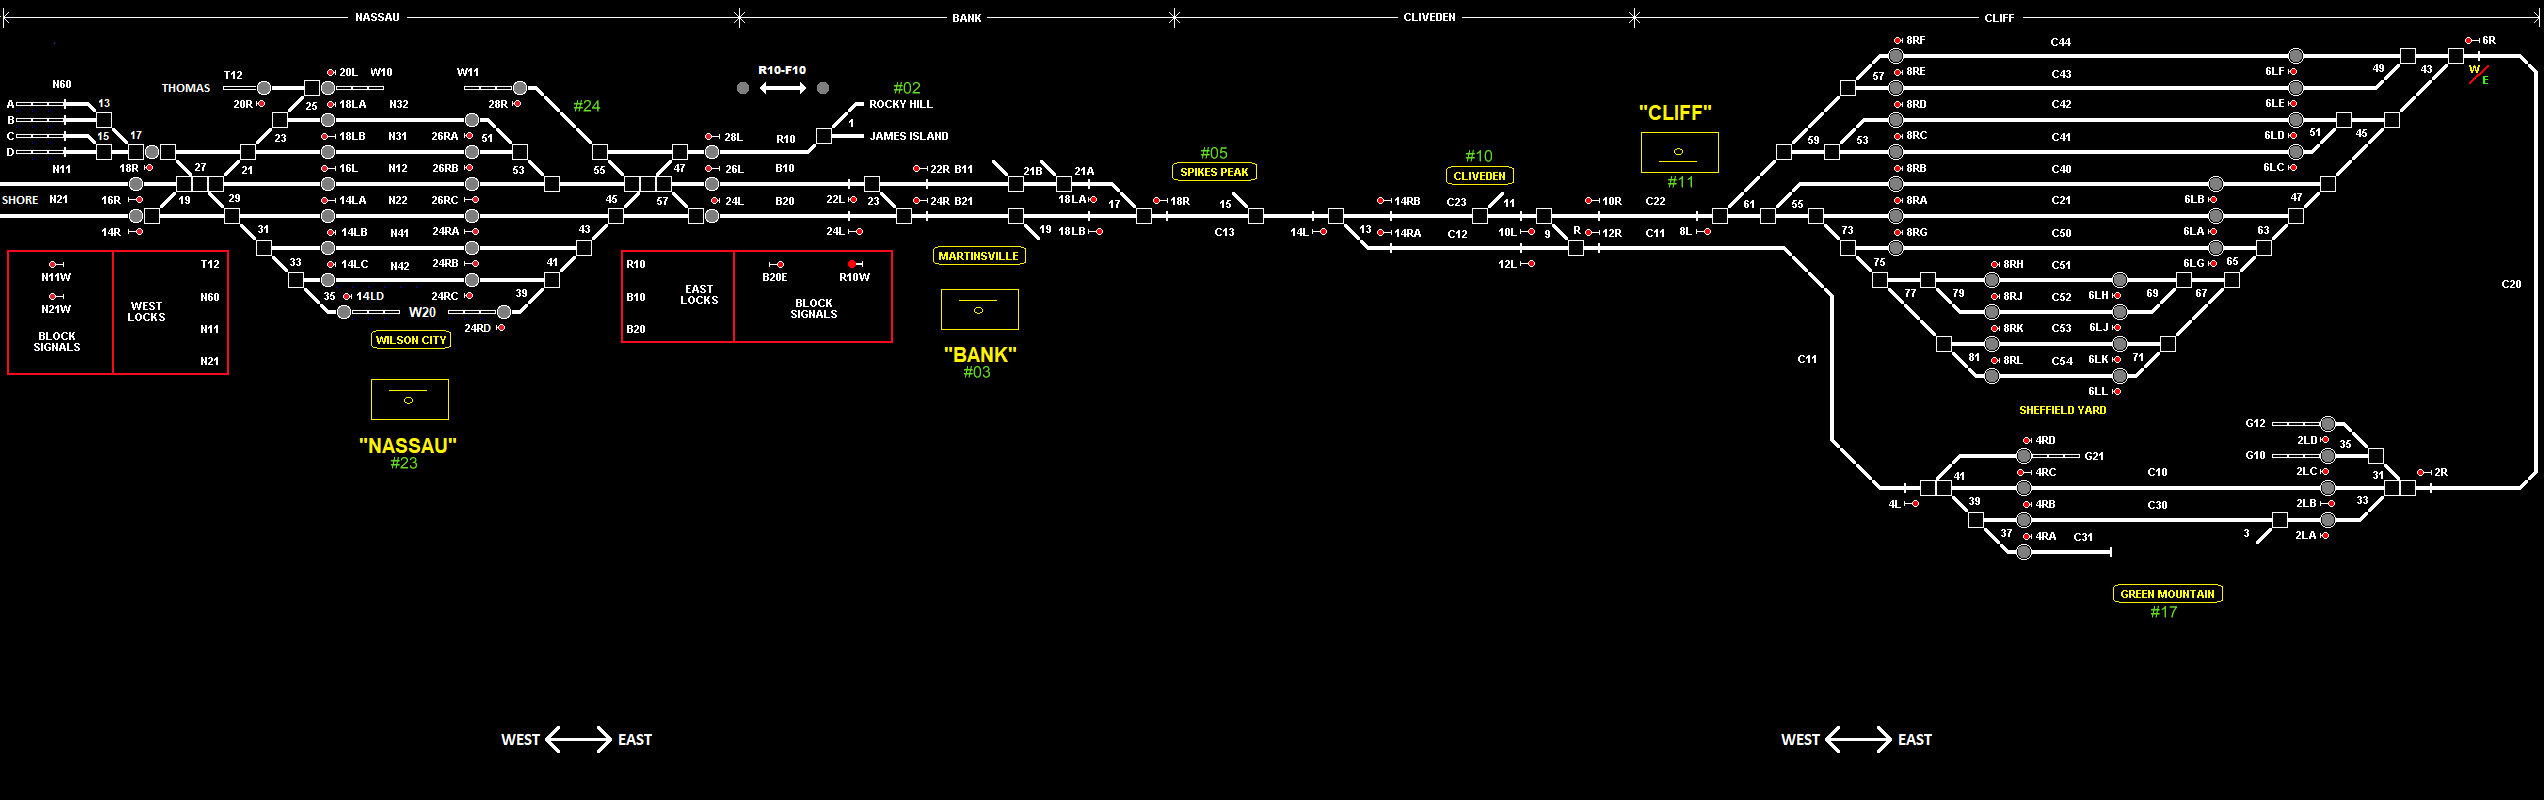 NASSAU
BANK
CLIVEDEN
CLIFF
N60
A
B
C
D
13
15
17
18R
N11
SHORE
N21
16R
14R
THOMAS
T12
20R
20L
W10
25
18LA
N32
23
18LB
N31
21
16L
N12
27
19
29
14LA
N22
31
14LB
N41
33
14LC
N42
35
14LD
W20
W11
28R
#24
26RA
51
26RB
53
26RC
24RA
24RB
24RC
24RD
39
41
43
45
55
47
57
28L
26L
24L
R10-F10
#02
ROCKY HILL
1
JAMES ISLAND
R10
B10
B20
22L
24L
23
22R
B11
24R
B21
21B
21A
18LA
17
18R
19
18LB
#05
SPIKES PEAK
15
C13
14L
13
14RB
14RA
C23
C12
#10
CLIVEDEN
11
10L
9
R
12L
10R
12R
C22
C11
8L
"CLIFF"
#11
61
55
59
53
57
8RF
8RE
8RD
8RC
8RB
8RA
8RG
8RH
8RJ
8RK
8RL
C44
C43
C42
C41
C40
C21
C50
C51
C52
C53
C54
73
75
77
79
81
6LF
6LE
6LD
6LC
6LB
6LA
6LG
6LH
6LJ
6LK
6LL
49
43
51
45
47
63
65
67
69
71
6R
W
E
C20
C11
SHEFFIELD YARD
N11W
N21W
BLOCK
SIGNALS
WEST
LOCKS
T12
N60
N11
N21
WILSON CITY
"NASSAU"
#23
R10
B10
B20
EAST
LOCKS
B20E
R10W
BLOCK
SIGNALS
MARTINSVILLE
"BANK"
#03
4L
41
39
37
4RD
4RC
4RB
4RA
G21
C10
C30
C31
G12
G10
2LD
2LC
2LB
2LA
35
31
33
3
2R
GREEN MOUNTAIN
#17
WEST
EAST
WEST
EAST